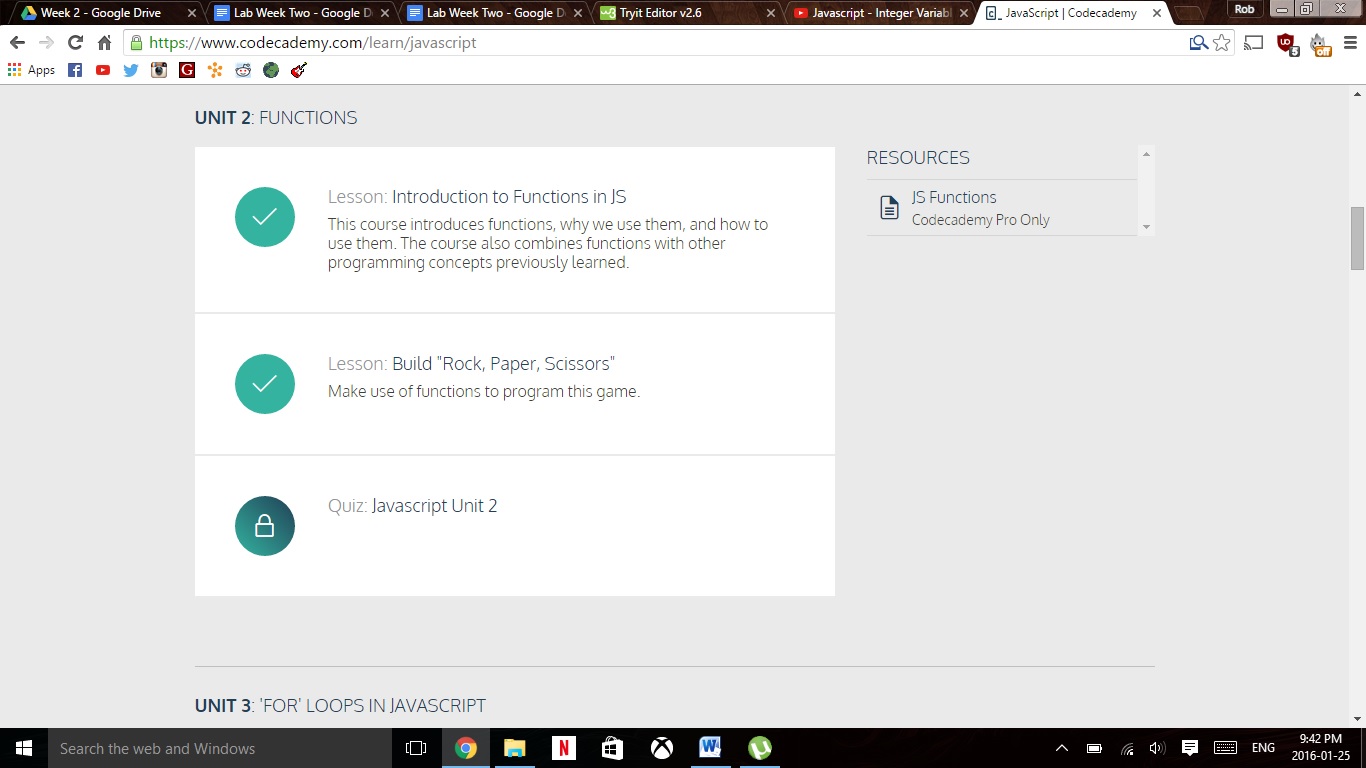 Week 2 - Google Drive
Lab Week Two - Google D
Lab Week Two - Google D
Tryit Editor v2.6
Javascript - Integer Variabl
JavaScript | Codecademy
Rob
https://www.codecademy.com/learn/javascript
5
off
Apps
UNIT 2: FUNCTIONS
Lesson: Introduction to Functions in JS
This course introduces functions, why we use them, and how to
use them. The course also combines functions with other
programming concepts previously learned.
Lesson: Build "Rock, Paper, Scissors"
Make use of functions to program this game.
Quiz: Javascript Unit 2
RESOURCES
JS Functions
Codecademy Pro Only
UNIT 3: 'FOR' LOOPS IN JAVASCRIPT
Search the web and Windows
ENG
9:42 PM
2016-01-25